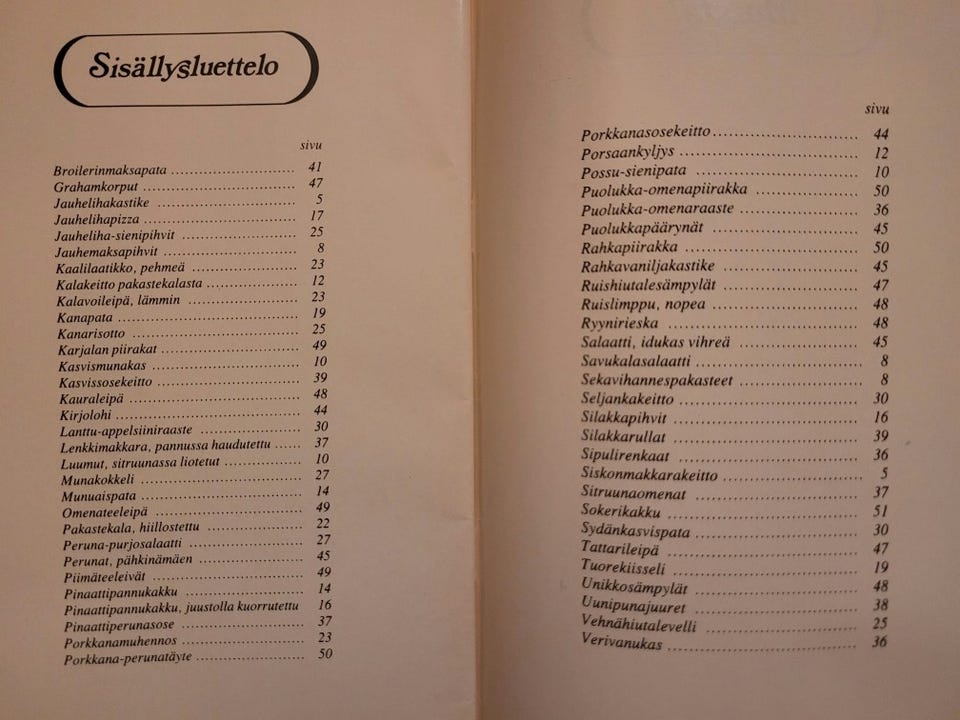 Sisällysluettelo
sivu
Broilerinmaksapata ............................ 41
Grahamkorput .................................. 47
Jauhelihakastike ............................... 5
Jauhelihapizza ................................. 17
Jauheliha-sienipihvit .......................... 25
Jauhemaksapihvit ............................... 8
Kaalilaatikko, pehmeä .......................... 23
Kalakeitto pakastekalasta ...................... 12
Kalavoileipä, lämmin ........................... 23
Kanapata ....................................... 19
Kanarisotto .................................... 25
Karjalan piirakat .............................. 49
Kasvismunakas .................................. 10
Kasvissosekeitto ............................... 39
Kauraleipä ..................................... 48
Kirjolohi ...................................... 44
Lanttu-appelsiiniraaste ........................ 30
Lenkkimakkara, pannussa haudutettu ...... 37
Luumut, sitruunassa liotetut ................... 10
Munakokkeli .................................... 27
Munuaispata .................................... 14
Omenateeleipä .................................. 49
Pakastekala, hiillostettu ...................... 22
Peruna-purjosalaatti ........................... 27
Perunat, pähkinämäen ........................... 45
Piimäteeleivät ................................. 49
Pinaattipannukakku ............................. 14
Pinaattipannukakku, juustolla kuorrutettu 16
Pinaattiperunasose ............................. 37
Porkkanamuhennos ............................... 23
Porkkana-perunatäyte ........................... 50
sivu
Porkkanasosekeitto ............................. 44
Porsaankyljys .................................. 12
Possu-sienipata ................................ 10
Puolukka-omenapiirakka ......................... 50
Puolukka-omenaraaste ........................... 36
Puolukkapäärynät ............................... 45
Rahkapiirakka .................................. 50
Rahkavaniljakastike ............................ 45
Ruishiutalesämpylät ............................ 47
Ruislimppu, nopea .............................. 48
Ryynirieska .................................... 48
Salaatti, idukas vihreä ........................ 45
Savukalasalaatti ............................... 8
Sekavihannespakasteet .......................... 8
Seljankakeitto ................................. 30
Silakkapihvit .................................. 16
Silakkarullat .................................. 39
Sipulirenkaat .................................. 36
Siskonmakkarakeitto ............................ 5
Sitruunaomenat ................................. 37
Sokerikakku .................................... 51
Sydänkasvispata ................................ 30
Tattarileipä ................................... 47
Tuorekiisseli .................................. 19
Unikkosämpylät ................................. 48
Uunipunajuuret ................................. 38
Vehnähiutalevelli .............................. 25
Verivanukas .................................... 36